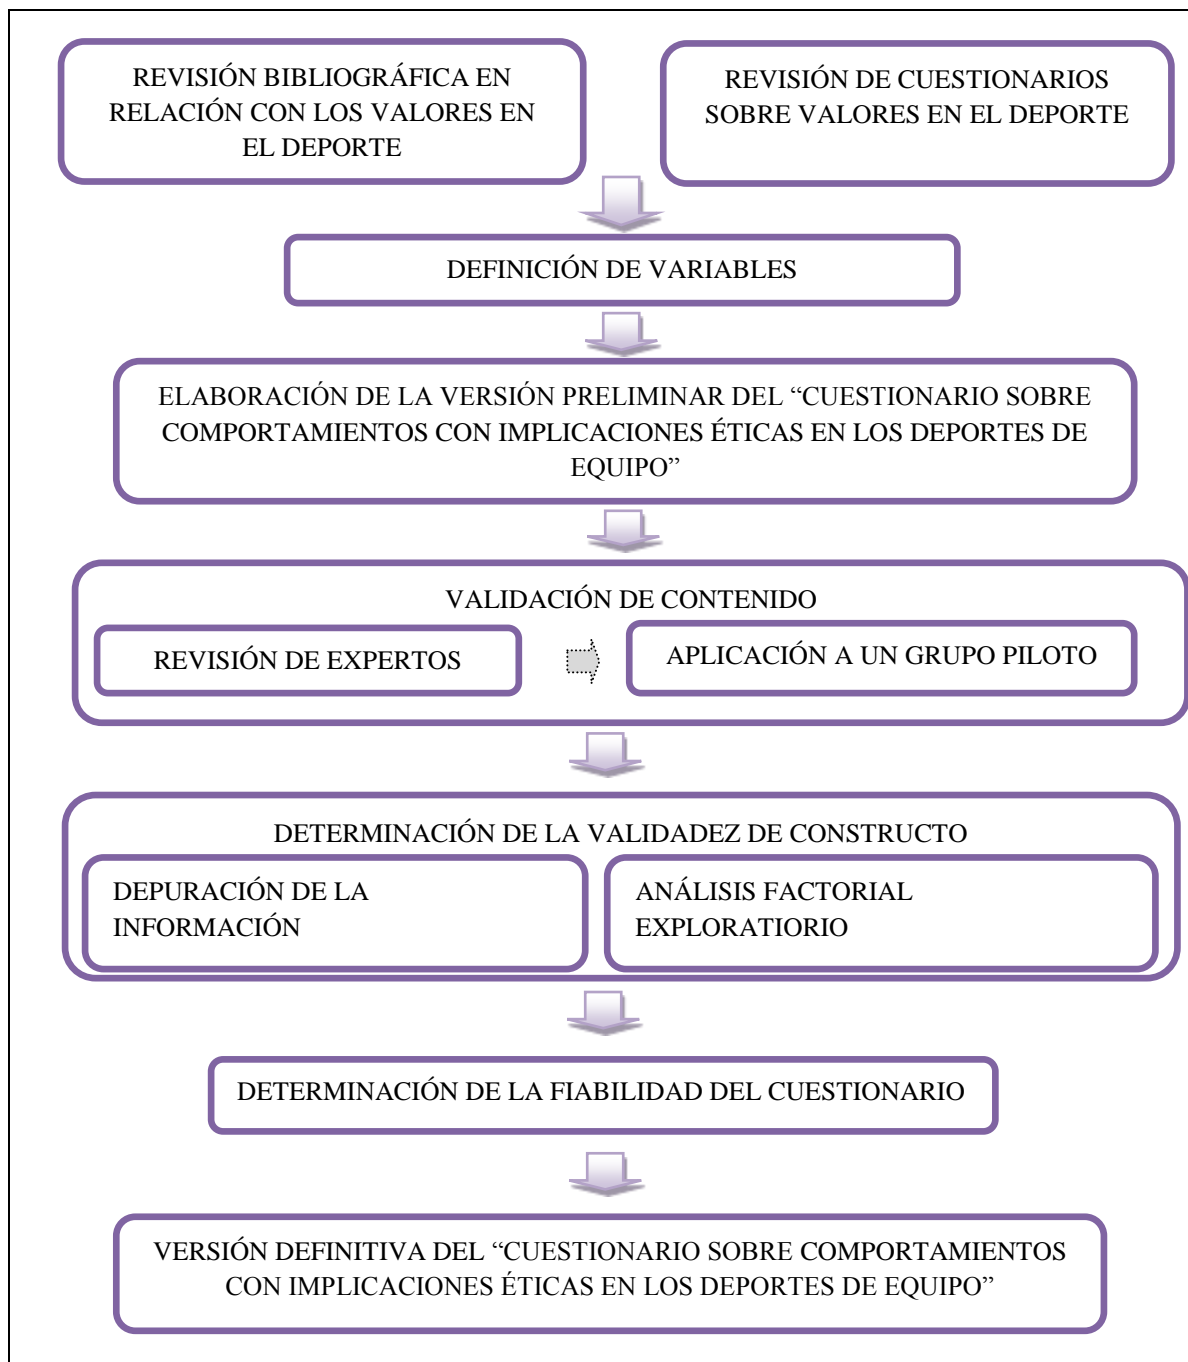 REVISIÓN BIBLIOGRÁFICA EN
RELACIÓN CON LOS VALORES EN
EL DEPORTE
REVISIÓN DE CUESTIONARIOS
SOBRE VALORES EN EL DEPORTE
DEFINICIÓN DE VARIABLES
ELABORACIÓN DE LA VERSIÓN PRELIMINAR DEL “CUESTIONARIO SOBRE
COMPORTAMIENTOS CON IMPLICACIONES ÉTICAS EN LOS DEPORTES DE
EQUIPO”
VALIDACIÓN DE CONTENIDO
REVISIÓN DE EXPERTOS
APLICACIÓN A UN GRUPO PILOTO
DETERMINACIÓN DE LA VALIDADEZ DE CONSTRUCTO
DEPURACIÓN DE LA
INFORMACIÓN
ANÁLISIS FACTORIAL
EXPLORATIORIO
DETERMINACIÓN DE LA FIABILIDAD DEL CUESTIONARIO
VERSIÓN DEFINITIVA DEL “CUESTIONARIO SOBRE COMPORTAMIENTOS
CON IMPLICACIONES ÉTICAS EN LOS DEPORTES DE EQUIPO”